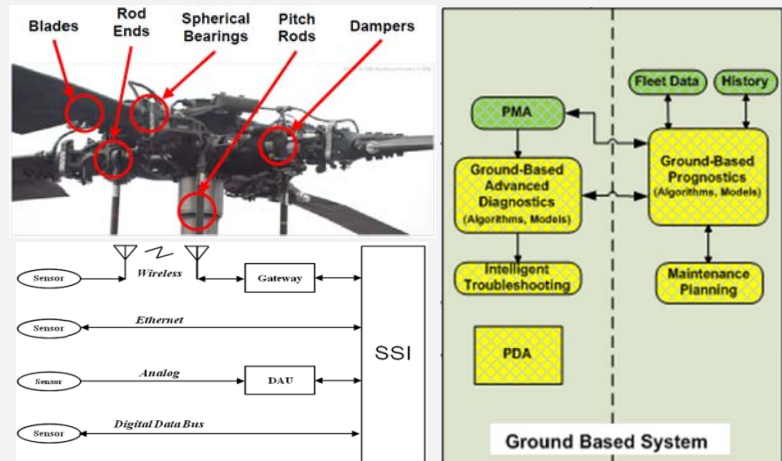 Blades
Rod
Ends
Spherical
Bearings
Pitch
Rods
Dampers
Sensor
Wireless
Gateway
Sensor
Ethernet
Sensor
Analog
DAU
Sensor
Digital Data Bus
SSI
Fleet Data
History
PMA
Ground-Based
Advanced
Diagnostics
(Algorithms, Models)
Ground-Based
Prognostics
(Algorithms, Models)
Intelligent
Troubleshooting
Maintenance
Planning
PDA
Ground Based System